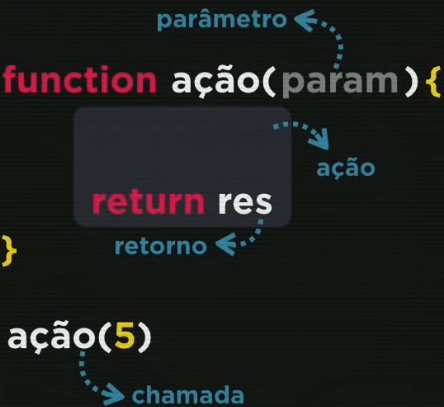 parâmetro
function ação(param){
ação
return res
retorno
}
ação(5)
chamada